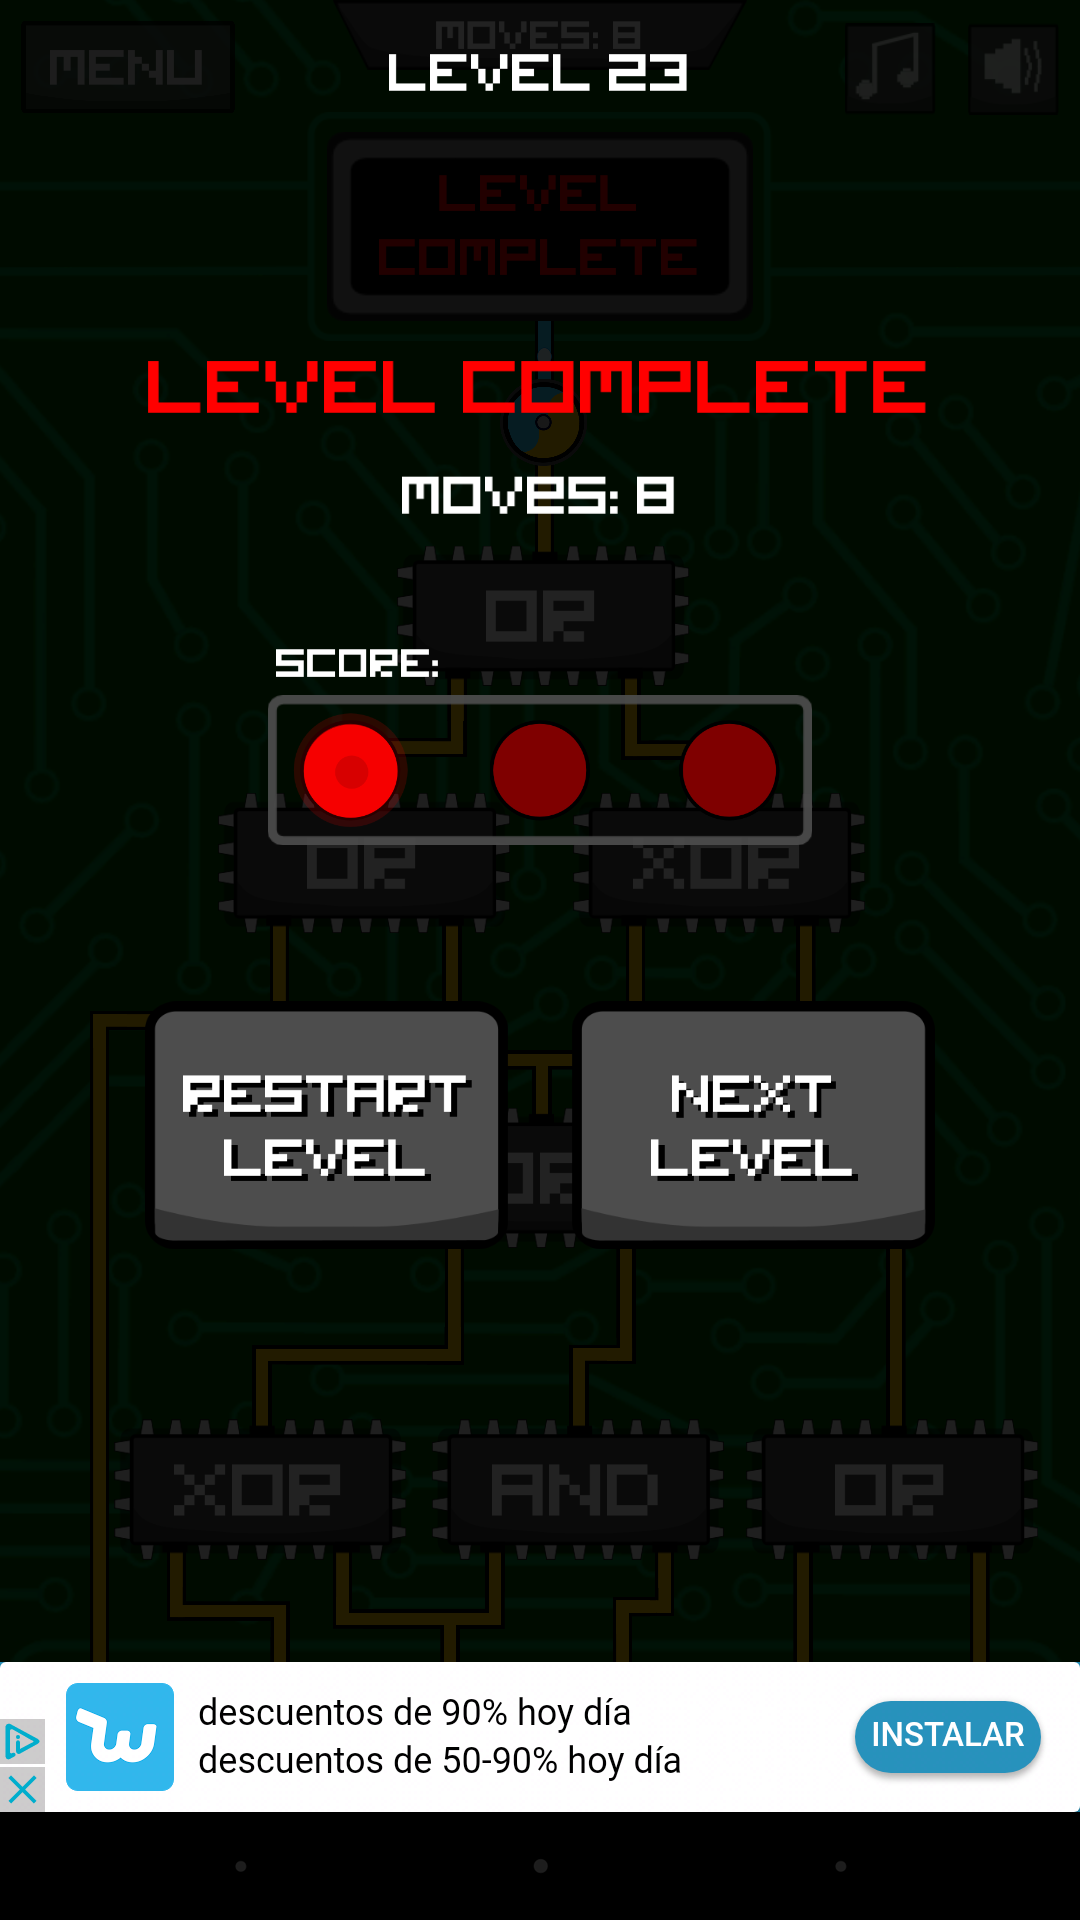 MENU
MOVES: 8
LEVEL 23
LEVEL
COMPLETE
LEVEL COMPLETE
MOVES: 8
OR
SCORE:
OR
XOR
RESTART
LEVEL
NEXT
LEVEL
OR
XOR
AND
OR
descuentos de 90% hoy día
descuentos de 50-90% hoy día
INSTALAR